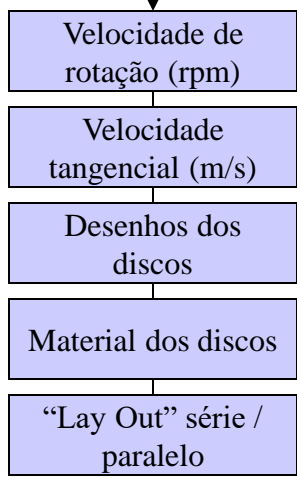 Velocidade de
rotação (rpm)
Velocidade
tangencial (m/s)
Desenhos dos
discos
Material dos discos
“Lay Out” série /
paralelo